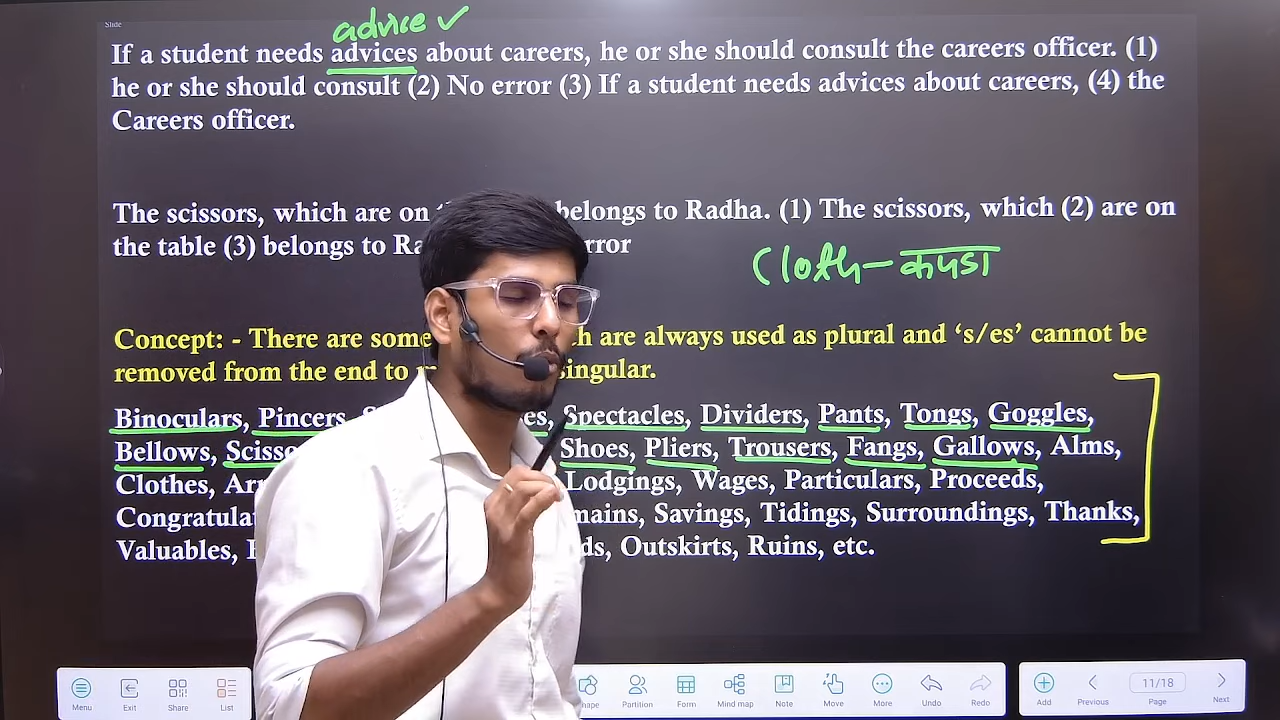 Slide
advice ✓
If a student needs advices about careers, he or she should consult the careers officer. (1)
he or she should consult (2) No error (3) If a student needs advices about careers, (4) the
Careers officer.
The scissors, which are on belongs to Radha. (1) The scissors, which (2) are on
the table (3) belongs to
Cloth – कपडा
Concept: - There are some are always used as plural and ‘s/es’ cannot be
removed from the end to singular.
Binoculars, Pincers, Spectacles, Dividers, Pants, Tongs, Goggles,
Bellows, Shoes, Pliers, Trousers, Fangs, Gallows, Alms,
Clothes, Lodgings, Wages, Particulars, Proceeds,
Savings, Tidings, Surroundings, Thanks,
Valuables, Outskirts, Ruins, etc.
Menu Exit Share List Partition Form Mind map Note Move More Undo Redo Add Previous 11/18 Page Next